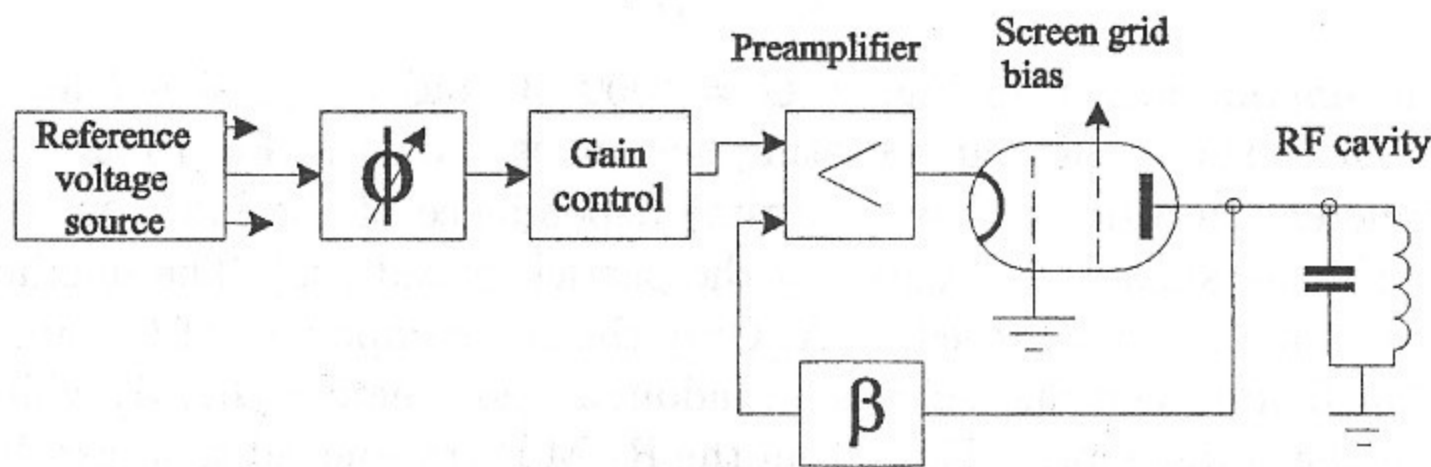 Reference
voltage
source
ϕ
Gain
control
Preamplifier
Screen grid
bias
RF cavity
β